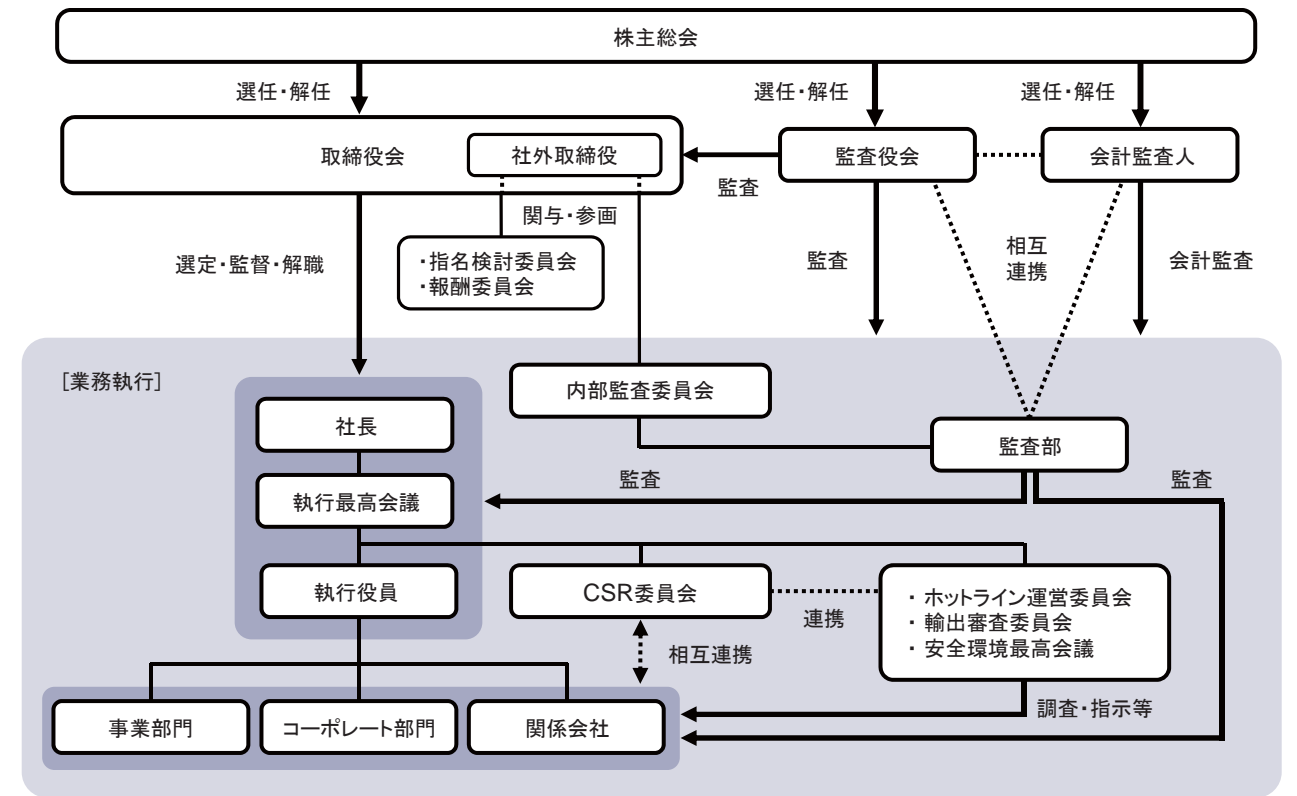 株主総会
選任・解任
選任・解任
選任・解任
取締役会
社外取締役
監査役会
会計監査人
監査
関与・参画
選定・監督・解職
・指名検討委員会
・報酬委員会
監査
相互
連携
会計監査
[業務執行]
内部監査委員会
社長
監査部
執行最高会議
監査
監査
執行役員
CSR委員会
連携
・ ホットライン運営委員会
・ 輸出審査委員会
・ 安全環境最高会議
相互連携
調査・指示等
事業部門
コーポレート部門
関係会社